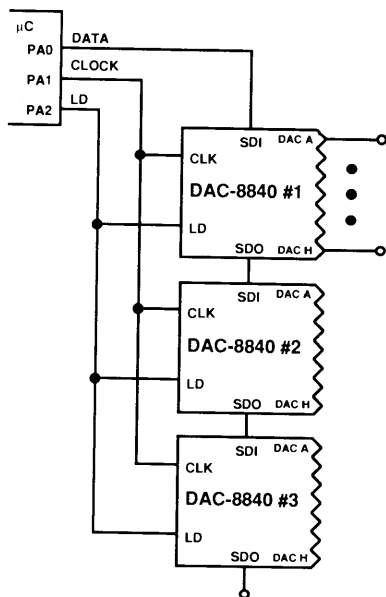 μC
DATA
PA0
CLOCK
PA1
LD
PA2
SDI DAC A
CLK
DAC-8840 #1
LD
SDO DAC H
SDI DAC A
CLK
DAC-8840 #2
LD
SDO DAC H
SDI DAC A
CLK
DAC-8840 #3
LD
SDO DAC H